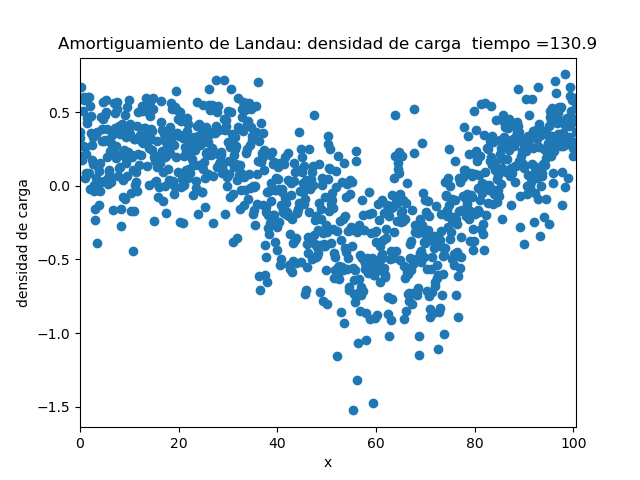 Amortiguamiento de Landau: densidad de carga  tiempo =130.9
densidad de carga
0.5
0.0
−0.5
−1.0
−1.5
0 20 40 60 80 100
x